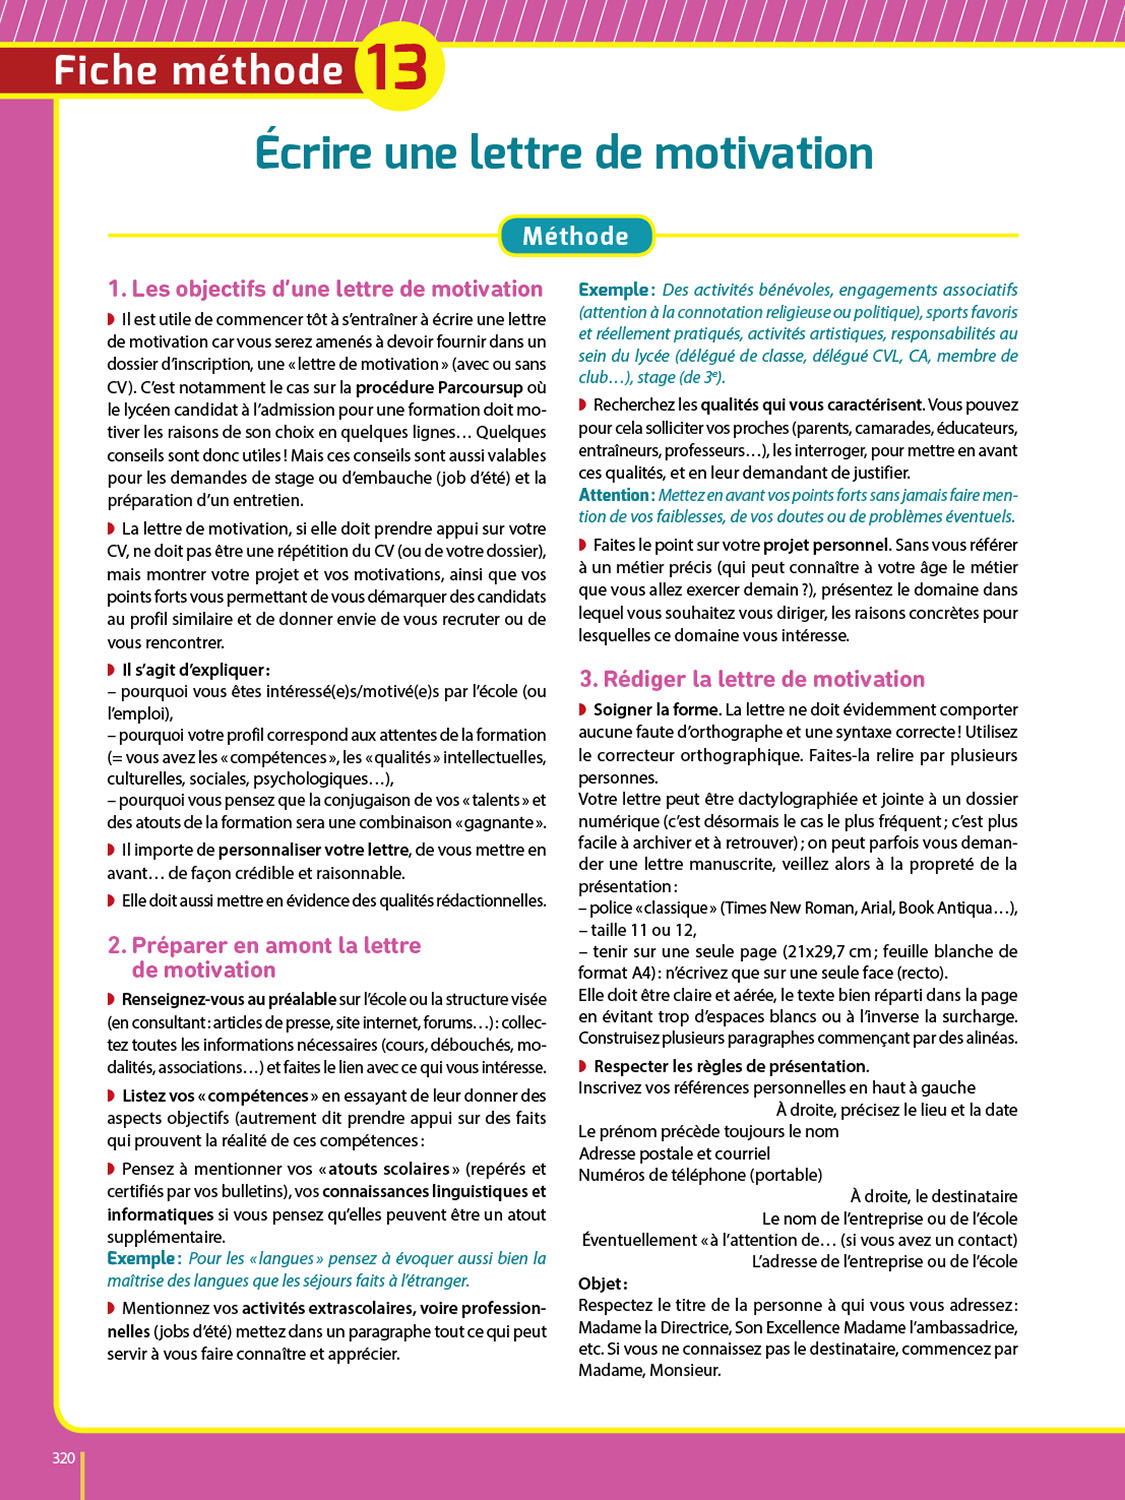 Fiche méthode 13
Écrire une lettre de motivation
Méthode
1. Les objectifs d’une lettre de motivation
◗ Il est utile de commencer tôt à s’entraîner à écrire une lettre
de motivation car vous serez amenés à devoir fournir dans un
dossier d’inscription, une « lettre de motivation » (avec ou sans
CV). C’est notamment le cas sur la procédure Parcoursup où
le lycéen candidat à l’admission pour une formation doit mo-
tiver les raisons de son choix en quelques lignes… Quelques
conseils sont donc utiles ! Mais ces conseils sont aussi valables
pour les demandes de stage ou d’embauche (job d’été) et la
préparation d’un entretien.
◗ La lettre de motivation, si elle doit prendre appui sur votre
CV, ne doit pas être une répétition du CV (ou de votre dossier),
mais montrer votre projet et vos motivations, ainsi que vos
points forts vous permettant de vous démarquer des candidats
au profil similaire et de donner envie de vous recruter ou de
vous rencontrer.
◗ Il s’agit d’expliquer :
– pourquoi vous êtes intéressé(e)s/motivé(e)s par l’école (ou
l’emploi),
– pourquoi votre profil correspond aux attentes de la formation
(= vous avez les « compétences », les « qualités » intellectuelles,
culturelles, sociales, psychologiques…),
– pourquoi vous pensez que la conjugaison de vos « talents » et
des atouts de la formation sera une combinaison « gagnante ».
◗ Il importe de personnaliser votre lettre, de vous mettre en
avant… de façon crédible et raisonnable.
◗ Elle doit aussi mettre en évidence des qualités rédactionnelles.
2. Préparer en amont la lettre
de motivation
◗ Renseignez-vous au préalable sur l’école ou la structure visée
(en consultant : articles de presse, site internet, forums…) : collec-
tez toutes les informations nécessaires (cours, débouchés, mo-
dalités, associations…) et faites le lien avec ce qui vous intéresse.
◗ Listez vos « compétences » en essayant de leur donner des
aspects objectifs (autrement dit prendre appui sur des faits
qui prouvent la réalité de ces compétences :
◗ Pensez à mentionner vos « atouts scolaires » (repérés et
certifiés par vos bulletins), vos connaissances linguistiques et
informatiques si vous pensez qu’elles peuvent être un atout
supplémentaire.
Exemple : Pour les « langues » pensez à évoquer aussi bien la
maîtrise des langues que les séjours faits à l’étranger.
◗ Mentionnez vos activités extrascolaires, voire profession-
nelles (jobs d’été) mettez dans un paragraphe tout ce qui peut
servir à vous faire connaître et apprécier.
Exemple : Des activités bénévoles, engagements associatifs
(attention à la connotation religieuse ou politique), sports favoris
et réellement pratiqués, activités artistiques, responsabilités au
sein du lycée (délégué de classe, délégué CVL, CA, membre de
club…), stage (de 3e).
◗ Recherchez les qualités qui vous caractérisent. Vous pouvez
pour cela solliciter vos proches (parents, camarades, éducateurs,
entraîneurs, professeurs…), les interroger, pour mettre en avant
ces qualités, et en leur demandant de justifier.
Attention : Mettez en avant vos points forts sans jamais faire men-
tion de vos faiblesses, de vos doutes ou de problèmes éventuels.
◗ Faites le point sur votre projet personnel. Sans vous référer
à un métier précis (qui peut connaître à votre âge le métier
que vous allez exercer demain ?), présentez le domaine dans
lequel vous souhaitez vous diriger, les raisons concrètes pour
lesquelles ce domaine vous intéresse.
3. Rédiger la lettre de motivation
◗ Soigner la forme. La lettre ne doit évidemment comporter
aucune faute d’orthographe et une syntaxe correcte ! Utilisez
le correcteur orthographique. Faites-la relire par plusieurs
personnes.
Votre lettre peut être dactylographiée et jointe à un dossier
numérique (c’est désormais le cas le plus fréquent ; c’est plus
facile à archiver et à retrouver) ; on peut parfois vous deman-
der une lettre manuscrite, veillez alors à la propreté de la
présentation :
– police « classique » (Times New Roman, Arial, Book Antiqua…),
– taille 11 ou 12,
– tenir sur une seule page (21x29,7 cm ; feuille blanche de
format A4) : n’écrivez que sur une seule face (recto).
Elle doit être claire et aérée, le texte bien réparti dans la page
en évitant trop d’espaces blancs ou à l’inverse la surcharge.
Construisez plusieurs paragraphes commençant par des alinéas.
◗ Respecter les règles de présentation.
Inscrivez vos références personnelles en haut à gauche
À droite, précisez le lieu et la date
Le prénom précède toujours le nom
Adresse postale et courriel
Numéros de téléphone (portable)
À droite, le destinataire
Le nom de l’entreprise ou de l’école
Éventuellement « à l’attention de… (si vous avez un contact)
L’adresse de l’entreprise ou de l’école
Objet :
Respectez le titre de la personne à qui vous vous adressez :
Madame la Directrice, Son Excellence Madame l’ambassadrice,
etc. Si vous ne connaissez pas le destinataire, commencez par
Madame, Monsieur.
320